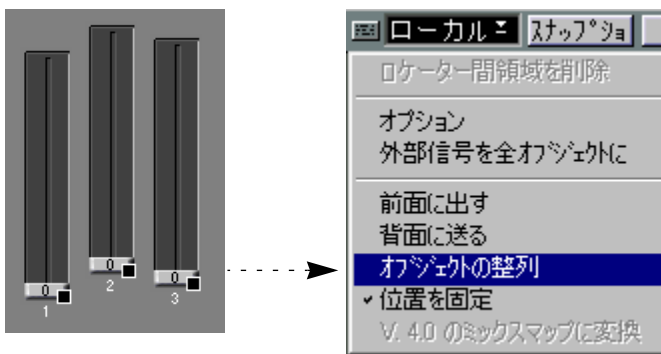 0
1
0
2
0
3
ローカル ｽﾅｯﾌﾟｼｮ
ロケーター間領域を削除
オプション
外部信号を全ｵﾌﾞｼﾞｪｸﾄに
前面に出す
背面に送る
ｵﾌﾞｼﾞｪｸﾄの整列
✓位置を固定
V. 4.0 のミックスマップに変換